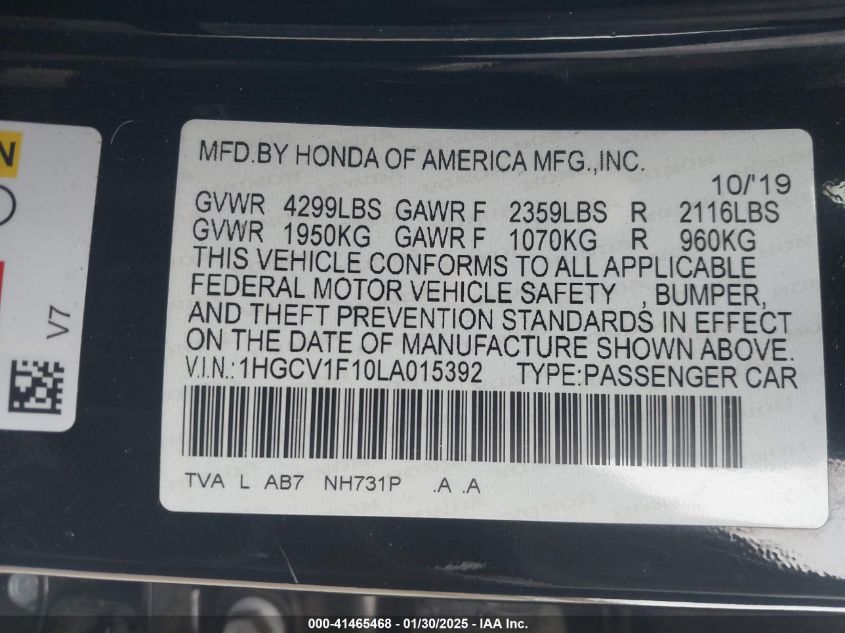 N
V7
MFD.BY HONDA OF AMERICA MFG.,INC.
10/'19
GVWR 4299LBS GAWR F 2359LBS R 2116LBS
GVWR 1950KG GAWR F 1070KG R 960KG
THIS VEHICLE CONFORMS TO ALL APPLICABLE
FEDERAL MOTOR VEHICLE SAFETY , BUMPER,
AND THEFT PREVENTION STANDARDS IN EFFECT
ON THE DATE OF MANUFACTURE SHOWN ABOVE.
V.I.N.: 1HGCV1F10LA015392 TYPE:PASSENGER CAR
TVA L AB7 NH731P .A .A
000-41465468 - 01/30/2025 - IAA Inc.